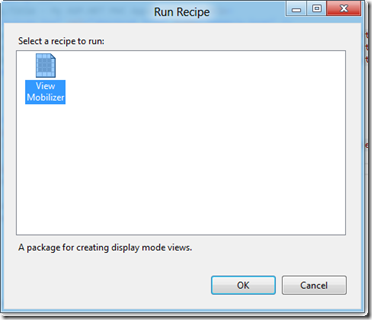 Run Recipe
Select a recipe to run:
View
Mobilizer
A package for creating display mode views.
OK
Cancel